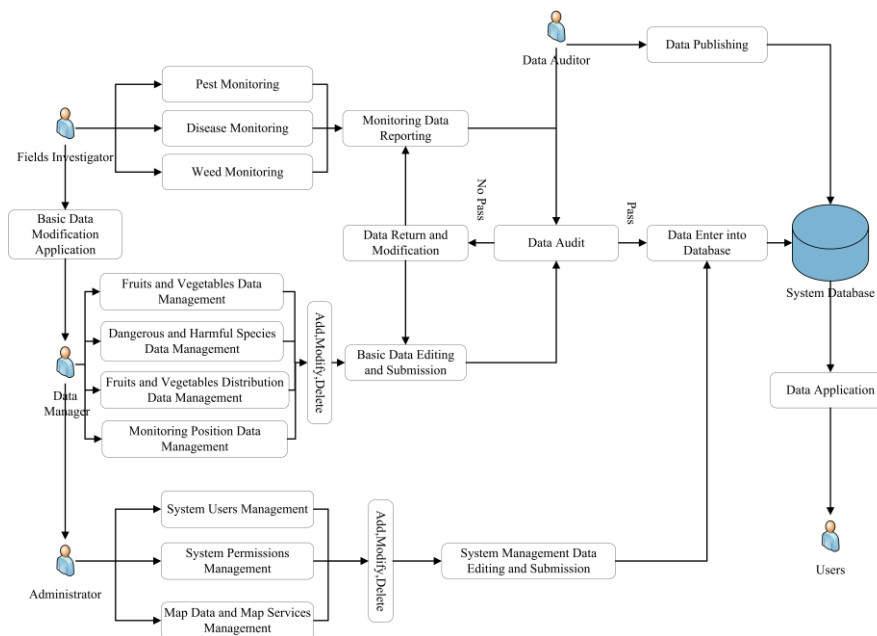 Data Auditor
Data Publishing
Pest Monitoring
Disease Monitoring
Weed Monitoring
Fields Investigator
Monitoring Data
Reporting
Basic Data
Modification
Application
No Pass
Pass
Data Return and
Modification
Data Audit
Data Enter into
Database
System Database
Fruits and Vegetables Data
Management
Dangerous and Harmful Species
Data Management
Fruits and Vegetables Distribution
Data Management
Monitoring Position Data
Management
Data
Manager
Add,Modify,Delete
Basic Data Editing
and Submission
Data Application
System Users Management
System Permissions
Management
Map Data and Map Services
Management
Administrator
Add,Modify,Delete
System Management Data
Editing and Submission
Users